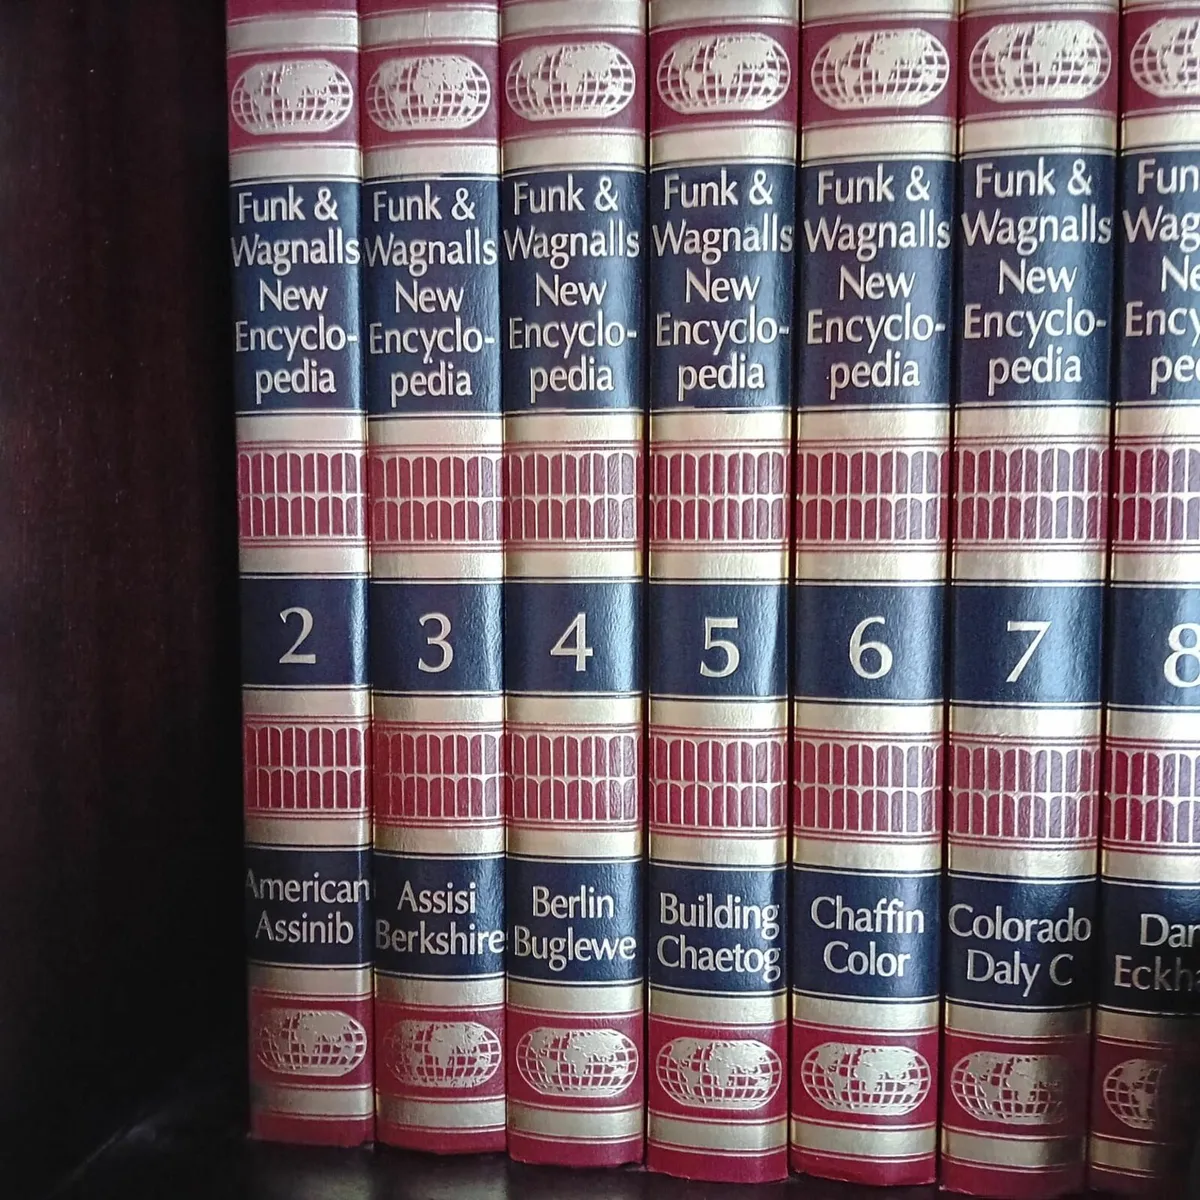 Funk &
Wagnalls
New
Encyclo-
pedia
2
American
Assinib
Funk &
Wagnalls
New
Encyclo-
pedia
3
Assisi
Berkshire
Funk &
Wagnalls
New
Encyclo-
pedia
4
Berlin
Buglewe
Funk &
Wagnalls
New
Encyclo-
pedia
5
Building
Chaetog
Funk &
Wagnalls
New
Encyclo-
pedia
6
Chaffin
Color
Funk &
Wagnalls
New
Encyclo-
pedia
7
Colorado
Daly C
8